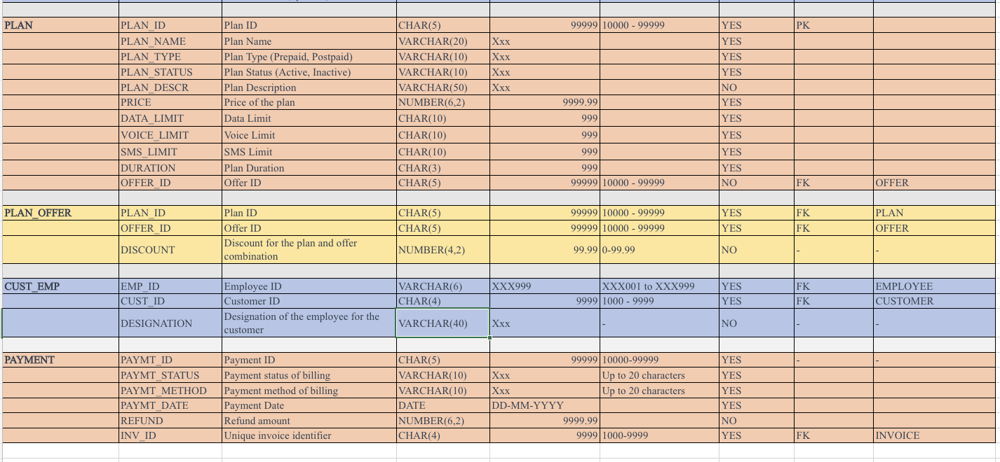 PLAN PLAN_ID Plan ID CHAR(5) 99999 10000 - 99999 YES PK
PLAN_NAME Plan Name VARCHAR(20) Xxx YES
PLAN_TYPE Plan Type (Prepaid, Postpaid) VARCHAR(10) Xxx YES
PLAN_STATUS Plan Status (Active, Inactive) VARCHAR(10) Xxx YES
PLAN_DESCR Plan Description VARCHAR(50) Xxx NO
PRICE Price of the plan NUMBER(6,2) 9999.99 YES
DATA_LIMIT Data Limit CHAR(10) 999 YES
VOICE_LIMIT Voice Limit CHAR(10) 999 YES
SMS_LIMIT SMS Limit CHAR(10) 999 YES
DURATION Plan Duration CHAR(3) 999 YES
OFFER_ID Offer ID CHAR(5) 99999 10000 - 99999 NO FK OFFER
PLAN_OFFER PLAN_ID Plan ID CHAR(5) 99999 10000 - 99999 YES FK PLAN
OFFER_ID Offer ID CHAR(5) 99999 10000 - 99999 YES FK OFFER
DISCOUNT Discount for the plan and offer
combination NUMBER(4,2) 99.99 0-99.99 NO - -
CUST_EMP EMP_ID Employee ID VARCHAR(6) XXX999 XXX001 to XXX999 YES FK EMPLOYEE
CUST_ID Customer ID CHAR(4) 9999 1000 - 9999 YES FK CUSTOMER
DESIGNATION Designation of the employee for the
customer VARCHAR(40) Xxx - NO - -
PAYMENT PAYMT_ID Payment ID CHAR(5) 99999 10000-99999 YES - -
PAYMT_STATUS Payment status of billing VARCHAR(10) Xxx Up to 20 characters YES
PAYMT_METHOD Payment method of billing VARCHAR(10) Xxx Up to 20 characters YES
PAYMT_DATE Payment Date DATE DD-MM-YYYY YES
REFUND Refund amount NUMBER(6,2) 9999.99 NO
INV_ID Unique invoice identifier CHAR(4) 9999 1000-9999 YES FK INVOICE